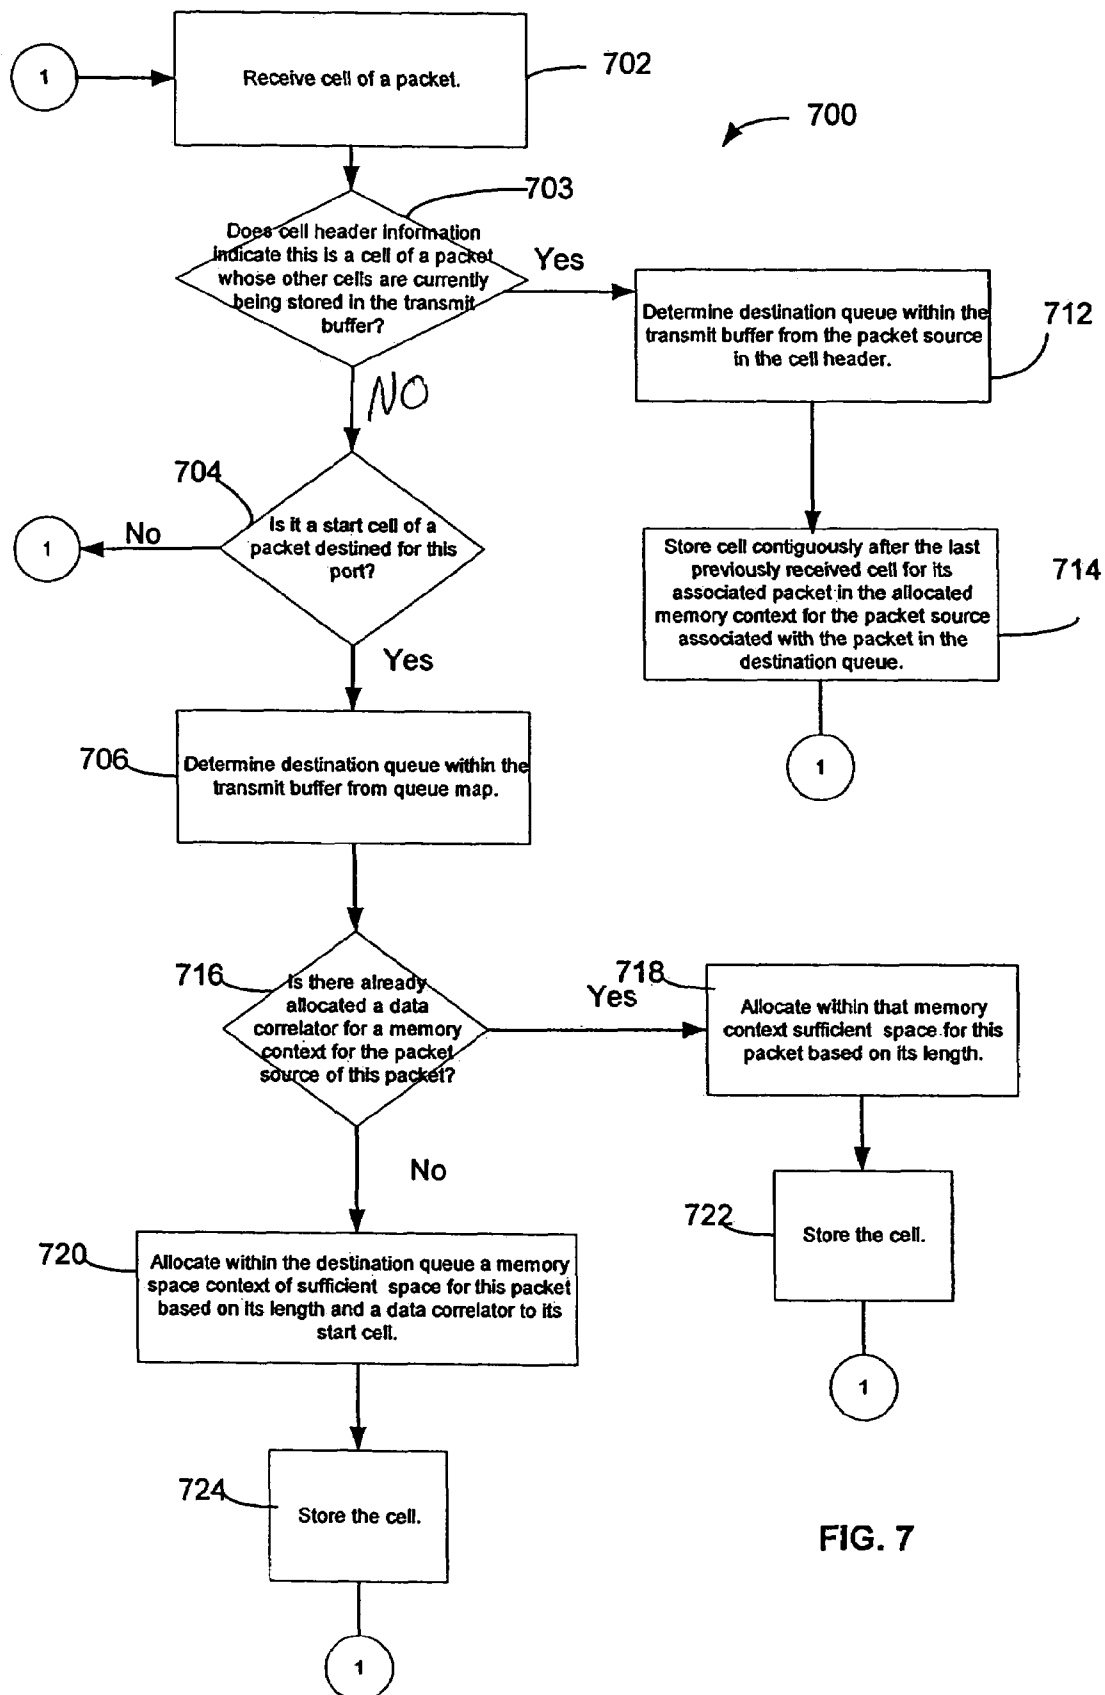 1
Receive cell of a packet.
702
700
703
Does cell header information
indicate this is a cell of a packet
whose other cells are currently
being stored in the transmit
buffer?
Yes
Determine destination queue within the
transmit buffer from the packet source
in the cell header.
712
NO
704
Is it a start cell of a
packet destined for this
port?
No
1
Yes
Store cell contiguously after the last
previously received cell for its
associated packet in the allocated
memory context for the packet source
associated with the packet in the
destination queue.
714
1
706
Determine destination queue within the
transmit buffer from queue map.
716
Is there already
allocated a data
correlator for a memory
context for the packet
source of this packet?
Yes
718
Allocate within that memory
context sufficient space for this
packet based on its length.
No
722
Store the cell.
1
720
Allocate within the destination queue a memory
space context of sufficient space for this packet
based on its length and a data correlator to its
start cell.
724
Store the cell.
1
FIG. 7